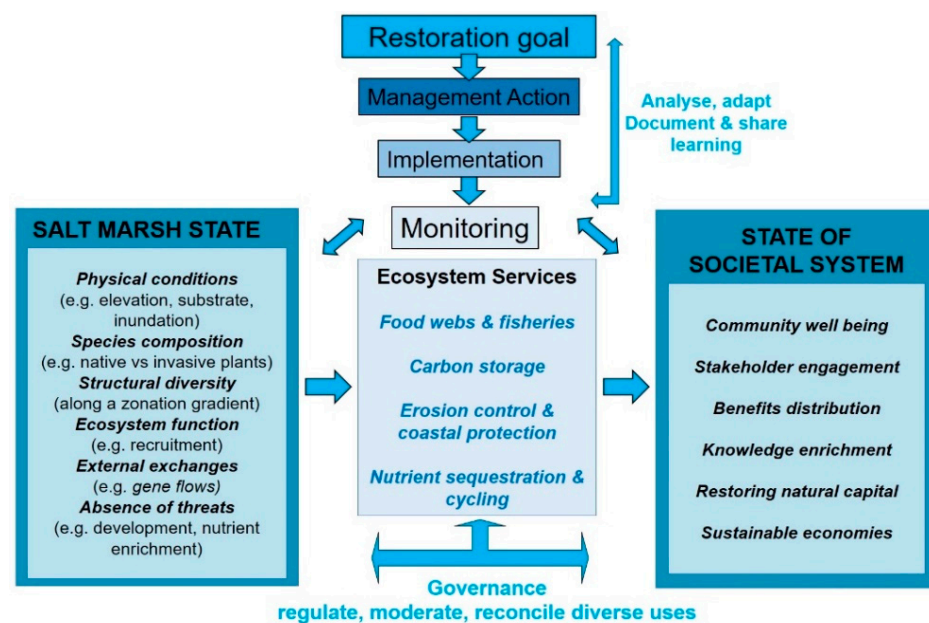 Restoration goal
Management Action
Analyse, adapt
Document & share
learning
Implementation
Monitoring
SALT MARSH STATE
Physical conditions
(e.g. elevation, substrate,
inundation)
Species composition
(e.g. native vs invasive plants)
Structural diversity
(along a zonation gradient)
Ecosystem function
(e.g. recruitment)
External exchanges
(e.g. gene flows)
Absence of threats
(e.g. development, nutrient
enrichment)
Ecosystem Services
Food webs & fisheries
Carbon storage
Erosion control &
coastal protection
Nutrient sequestration &
cycling
STATE OF
SOCIETAL SYSTEM
Community well being
Stakeholder engagement
Benefits distribution
Knowledge enrichment
Restoring natural capital
Sustainable economies
Governance
regulate, moderate, reconcile diverse uses